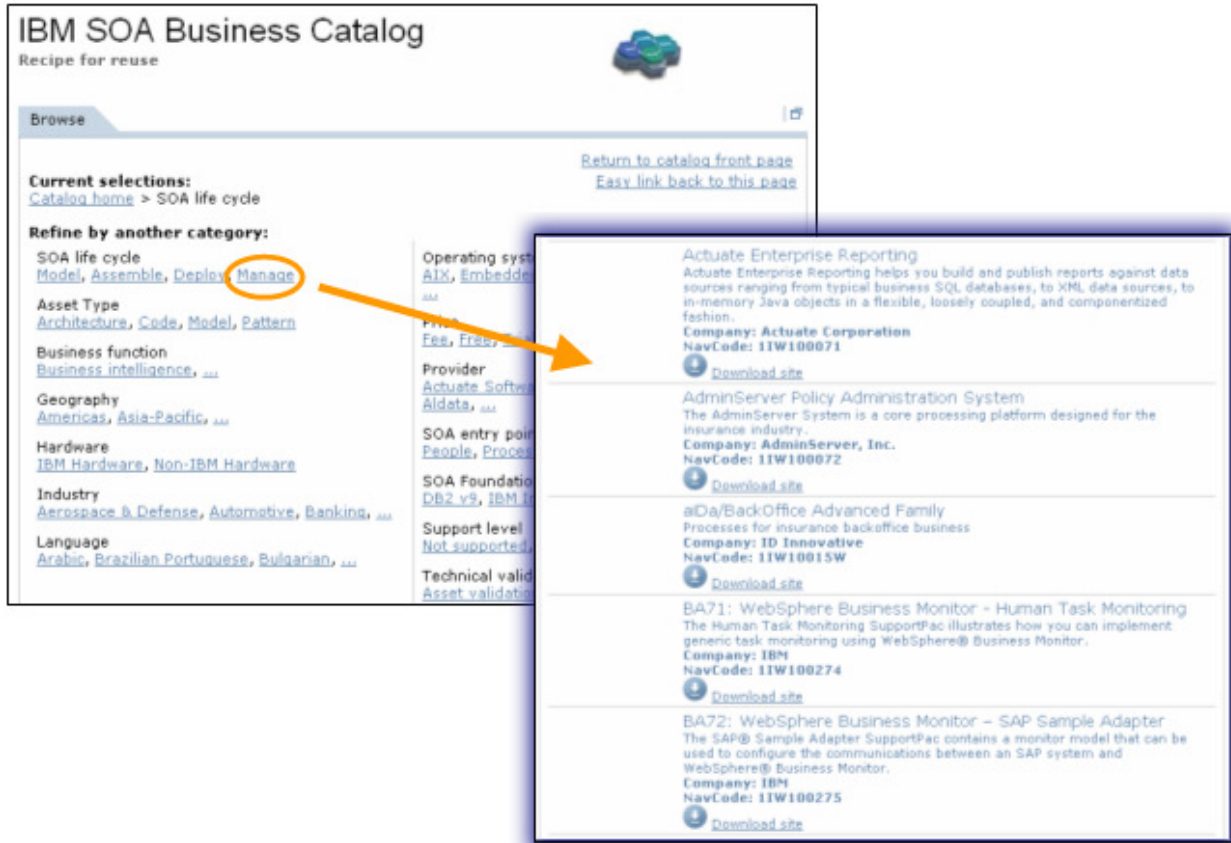 IBM SOA Business Catalog
Recipe for reuse
Browse
Return to catalog front page
Easy link back to this page
Current selections:
Catalog home > SOA life cycle
Refine by another category:
SOA life cycle
Model, Assemble, Deploy, Manage
Asset Type
Architecture, Code, Model, Pattern
Business function
Business intelligence, ...
Geography
Americas, Asia-Pacific, ...
Hardware
IBM Hardware, Non-IBM Hardware
Industry
Aerospace & Defense, Automotive, Banking, ...
Language
Arabic, Brazilian Portuguese, Bulgarian, ...
Operating syst
AIX, Embedde
...
Price
Fee, Free,
Provider
Actuate Softwa
Aldata, ...
SOA entry poin
People, Proces
SOA Foundatio
DB2 v9, IBM I
Support level
Not supported,
Technical valid
Asset validatio
Actuate Enterprise Reporting
Actuate Enterprise Reporting helps you build and publish reports against data
sources ranging from typical business SQL databases, to XML data sources, to
in-memory Java objects in a flexible, loosely coupled, and componentized
fashion.
Company: Actuate Corporation
NavCode: 1IW100071
Download site
AdminServer Policy Administration System
The AdminServer System is a core processing platform designed for the
insurance industry.
Company: AdminServer, Inc.
NavCode: 1IW100072
Download site
aiDa/BackOffice Advanced Family
Processes for insurance backoffice business
Company: ID Innovative
NavCode: 1IW10015W
Download site
BA71: WebSphere Business Monitor - Human Task Monitoring
The Human Task Monitoring SupportPac illustrates how you can implement
generic task monitoring using WebSphere® Business Monitor.
Company: IBM
NavCode: 1IW100274
Download site
BA72: WebSphere Business Monitor – SAP Sample Adapter
The SAP® Sample Adapter SupportPac contains a monitor model that can be
used to configure the communications between an SAP system and
WebSphere® Business Monitor.
Company: IBM
NavCode: 1IW100275
Download site